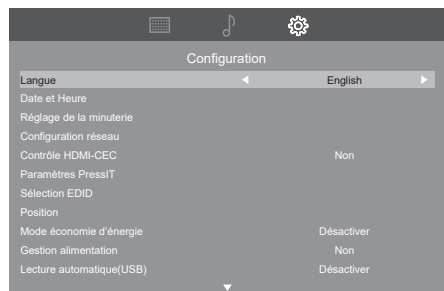 Configuration
Langue English
Date et Heure
Réglage de la minuterie
Configuration réseau
Contrôle HDMI-CEC Non
Paramètres PressIT
Sélection EDID
Position
Mode économie d'énergie Désactiver
Gestion alimentation Non
Lecture automatique(USB) Désactiver